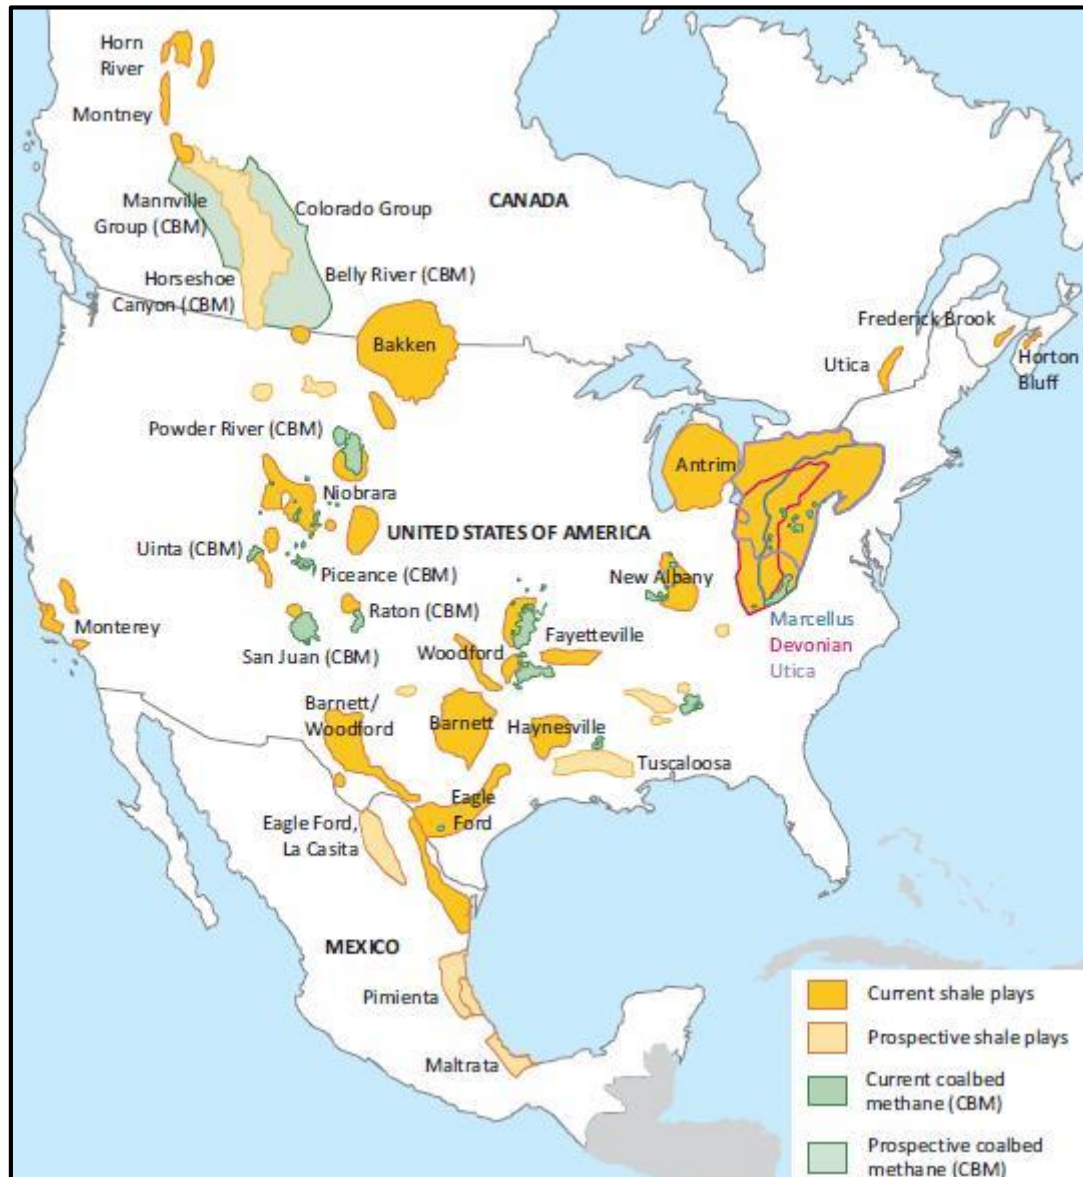 Horn
River
Montney
CANADA
Mannville
Group (CBM)
Colorado Group
Horseshoe
Canyon (CBM)
Belly River (CBM)
Bakken
Frederick Brook
Utica
Horton
Bluff
Powder River (CBM)
Antrim
Niobrara
UNITED STATES OF AMERICA
Uinta (CBM)
Piceance (CBM)
New Albany
Raton (CBM)
Monterey
Marcellus
Devonian
Utica
San Juan (CBM)
Woodford
Fayetteville
Barnett/
Woodford
Barnett
Haynesville
Tuscaloosa
Eagle
Ford
Eagle Ford,
La Casita
MEXICO
Pimienta
Maltrata
Current shale plays
Prospective shale plays
Current coalbed
methane (CBM)
Prospective coalbed
methane (CBM)